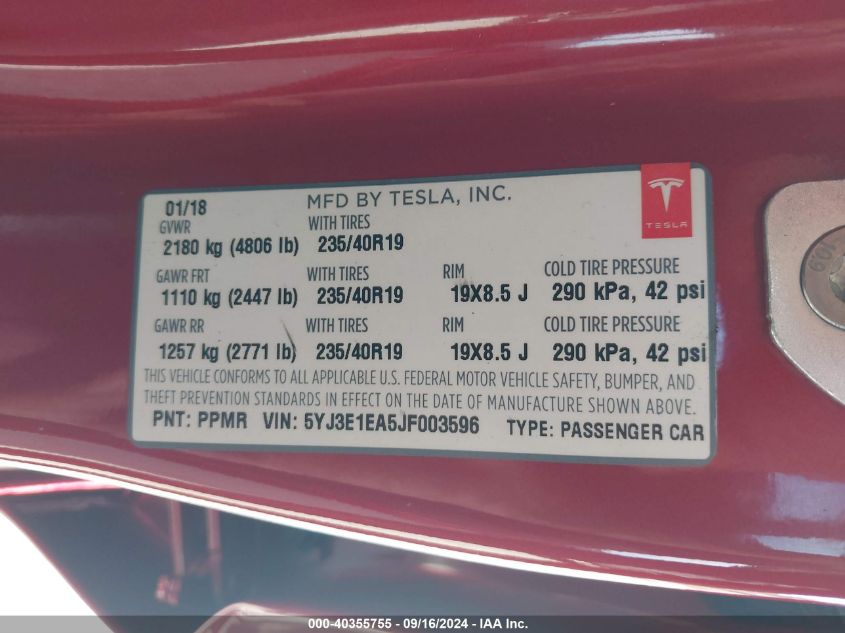 01/18 MFD BY TESLA, INC.
TESLA
GVWR WITH TIRES
2180 kg (4806 lb) 235/40R19
GAWR FRT WITH TIRES RIM COLD TIRE PRESSURE
1110 kg (2447 lb) 235/40R19 19X8.5 J 290 kPa, 42 psi
GAWR RR WITH TIRES RIM COLD TIRE PRESSURE
1257 kg (2771 lb) 235/40R19 19X8.5 J 290 kPa, 42 psi
THIS VEHICLE CONFORMS TO ALL APPLICABLE U.S. FEDERAL MOTOR VEHICLE SAFETY, BUMPER, AND
THEFT PREVENTION STANDARDS IN EFFECT ON THE DATE OF MANUFACTURE SHOWN ABOVE.
PNT: PPMR VIN: 5YJ3E1EA5JF003596 TYPE: PASSENGER CAR
10.9
000-40355755 - 09/16/2024 - IAA Inc.